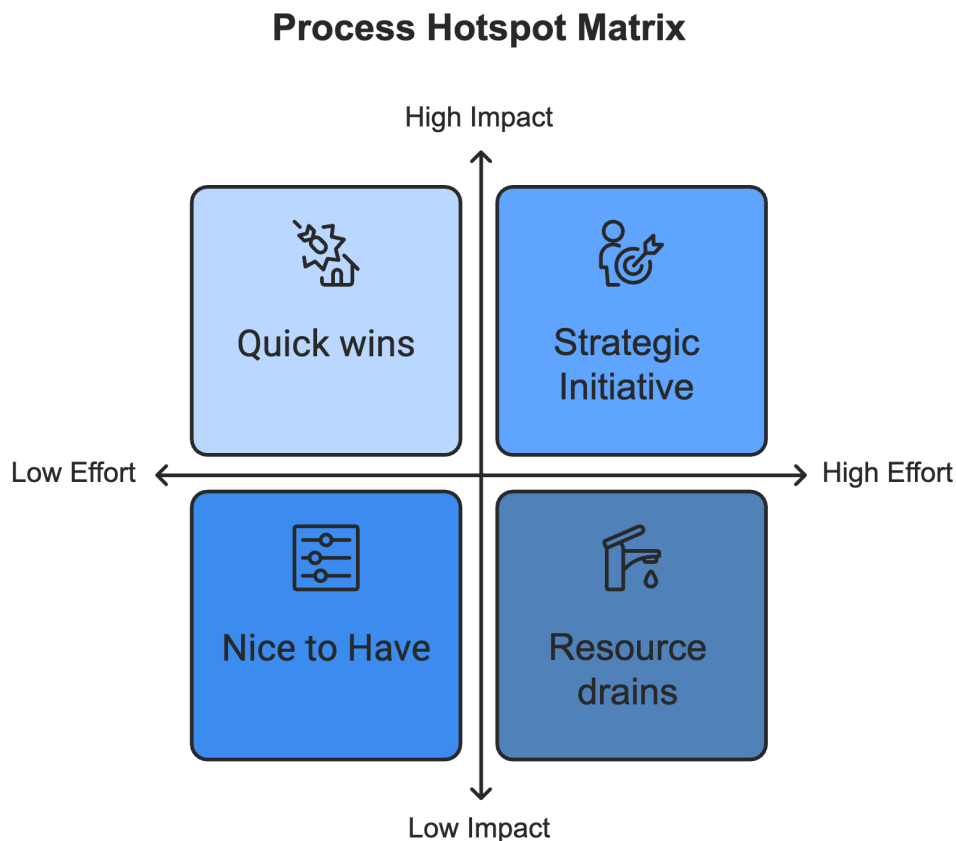 Process Hotspot Matrix
High Impact
Quick wins
Strategic
Initiative
Low Effort
High Effort
Nice to Have
Resource
drains
Low Impact